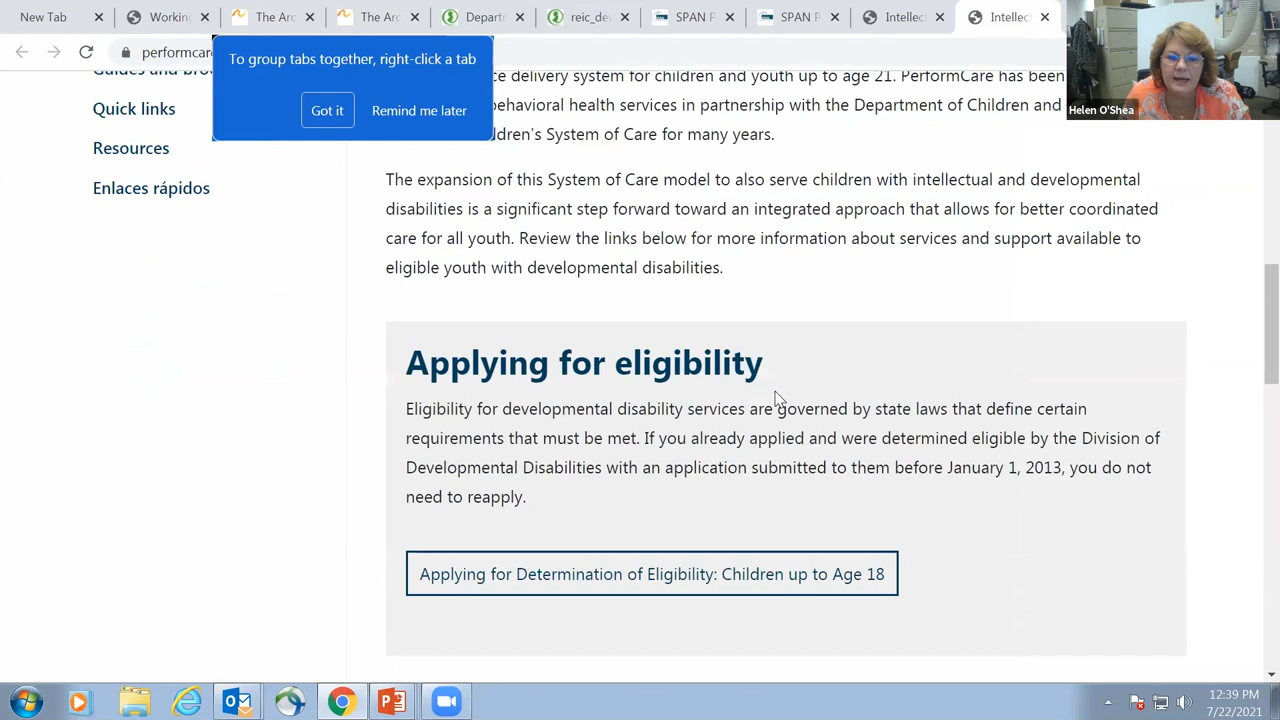 New Tab
Working
The Arc
The Arc
Depart
reic_de
SPAN P
SPAN P
Intellec
Intellec
performcare
To group tabs together, right-click a tab
Got it
Remind me later
Quick links
Resources
Enlaces rápidos
ce delivery system for children and youth up to age 21. PerformCare has been
ehavioral health services in partnership with the Department of Children and
dren's System of Care for many years.
The expansion of this System of Care model to also serve children with intellectual and developmental
disabilities is a significant step forward toward an integrated approach that allows for better coordinated
care for all youth. Review the links below for more information about services and support available to
eligible youth with developmental disabilities.
Applying for eligibility
Eligibility for developmental disability services are governed by state laws that define certain
requirements that must be met. If you already applied and were determined eligible by the Division of
Developmental Disabilities with an application submitted to them before January 1, 2013, you do not
need to reapply.
Applying for Determination of Eligibility: Children up to Age 18
Helen O'Shea
12:39 PM
7/22/2021